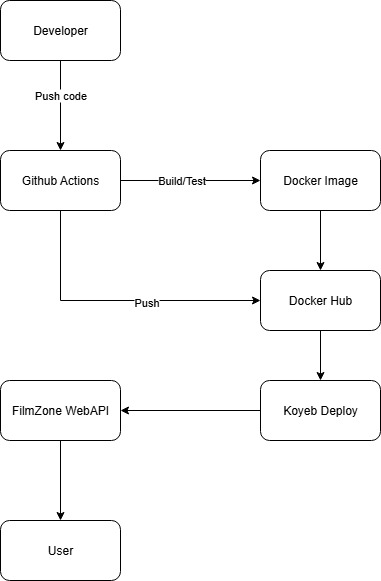 Developer
Push code
Github Actions
Build/Test
Docker Image
Push
Docker Hub
FilmZone WebAPI
Koyeb Deploy
User